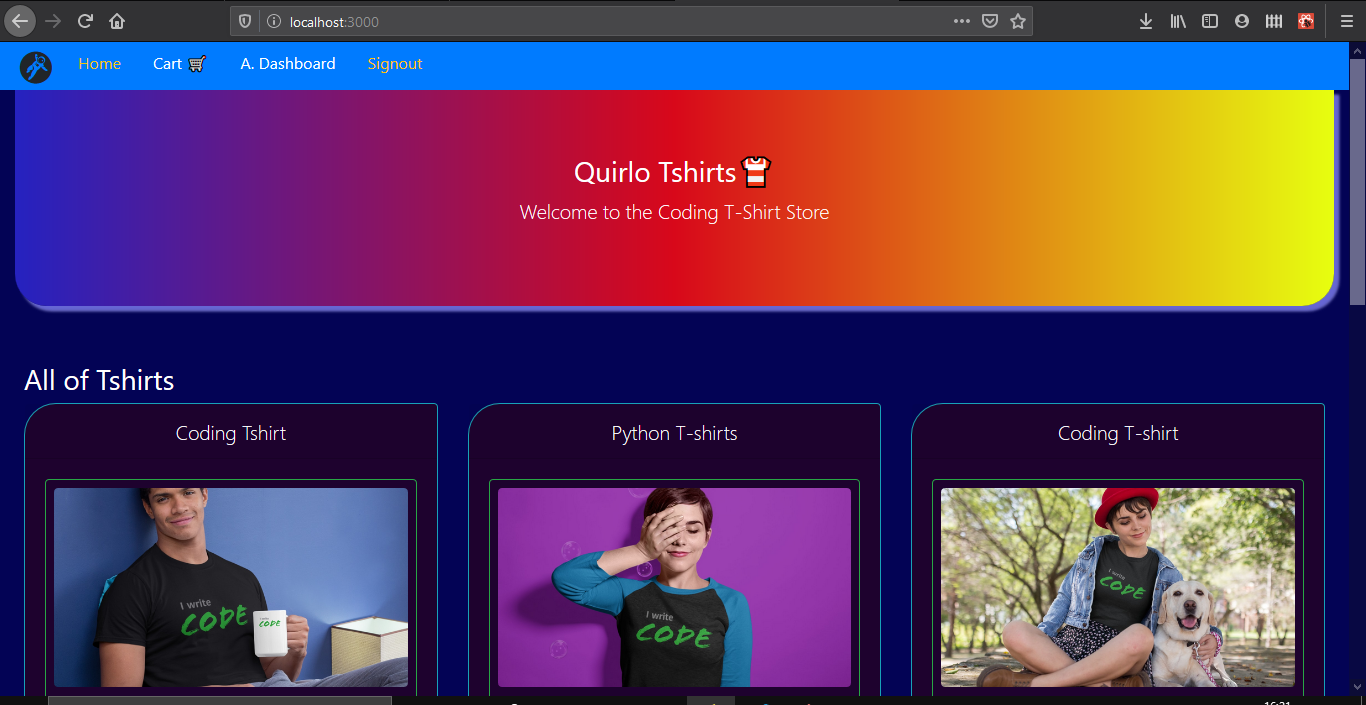 localhost:3000
Home Cart A. Dashboard Signout
Quirlo Tshirts
Welcome to the Coding T-Shirt Store
All of Tshirts
Coding Tshirt
Python T-shirts
Coding T-shirt
I write
CODE
CODE
I write
CODE
I write
CODE